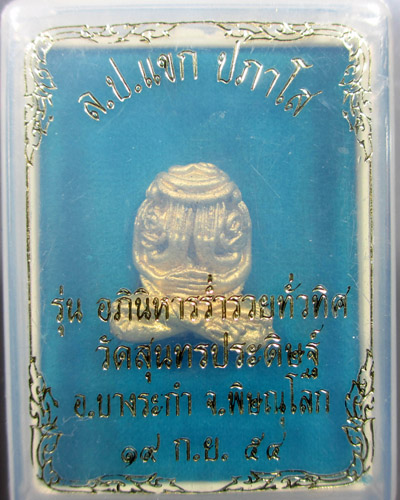 ล.ป.แขก ปภาโส
รุ่น อภินิหารร่ำรวยทั่วทิศ
วัดสุนทรประดิษฐ์
อ.บางระกำ จ.พิษณุโลก
๑๙ ก.ย. ๕๔